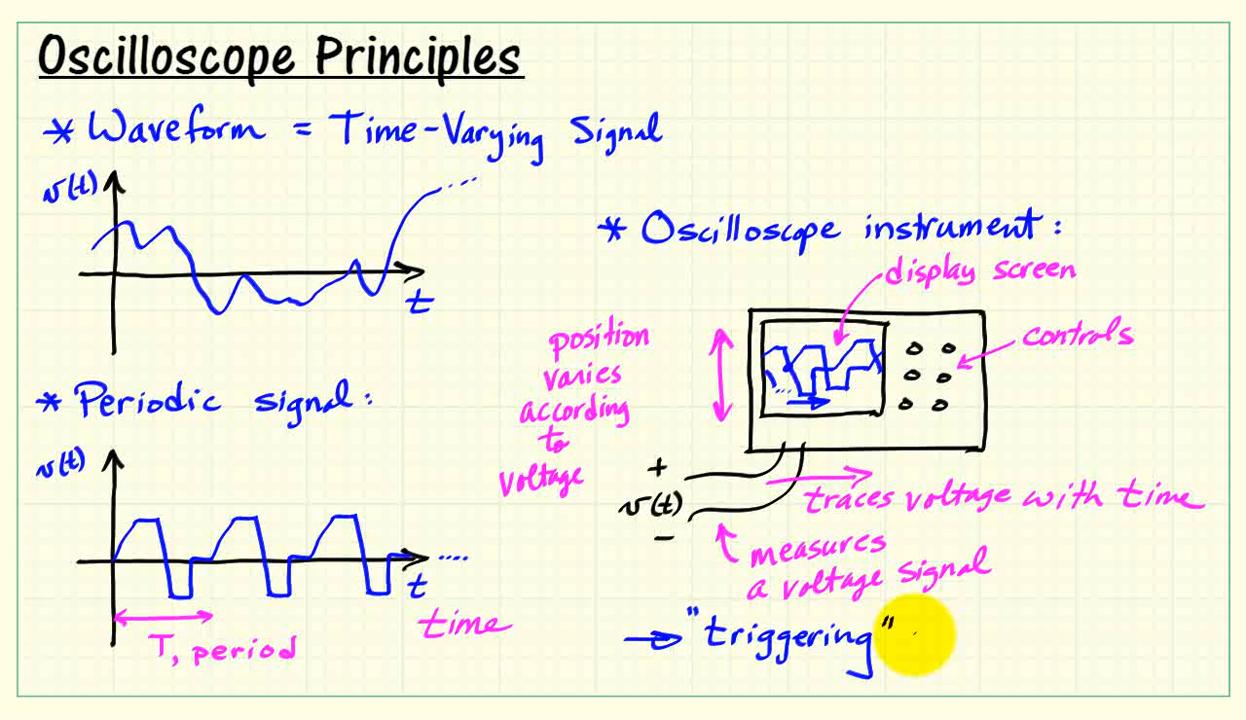 Oscilloscope Principles
* Waveform = Time-Varying Signal
v(t)
t
* Periodic signal:
v(t)
t
....
T, period
time
* Oscilloscope instrument:
display screen
controls
position
varies
according
to
voltage
+
v(t)
−
traces voltage with time
measures
a voltage signal
→ "triggering"